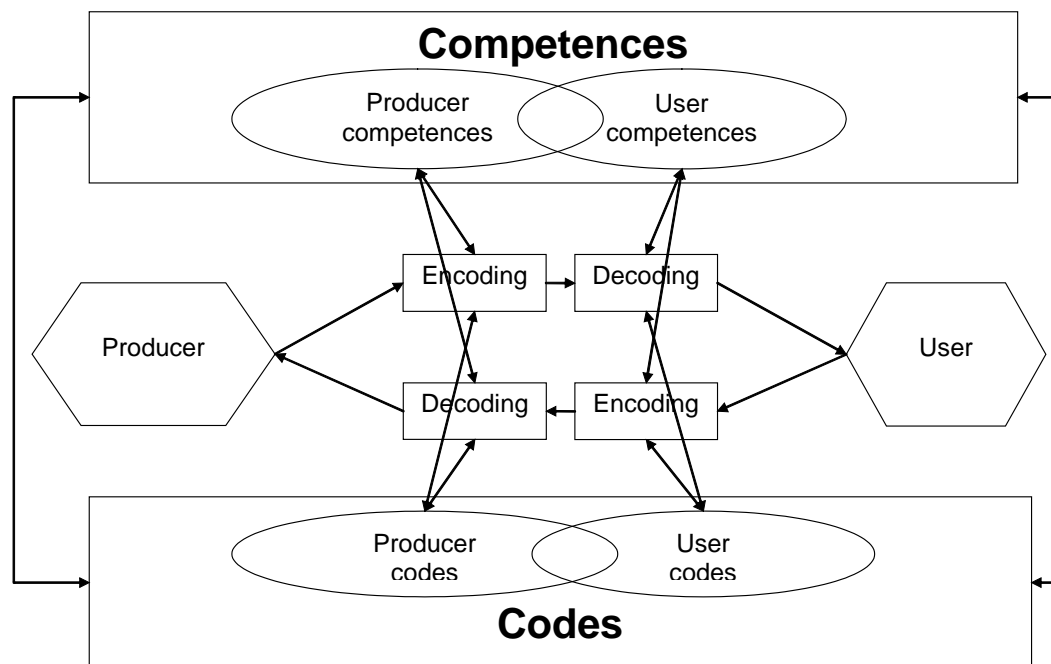 Competences
Producer
competences
User
competences
Encoding
Decoding
Producer
User
Decoding
Encoding
Producer
codes
User
codes
Codes